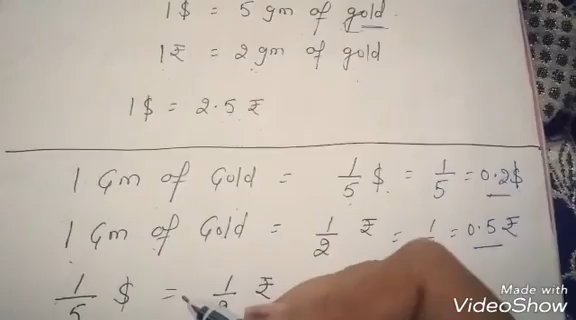 1$ = 5 gm of gold.
1₹ = 2 gm of gold
1$ = 2.5 ₹
1 Gm of Gold = 1/5 $ = 1/5 = 0.2$
1 Gm of Gold = 1/2 ₹ = 1/ = 0.5₹
1/5 $ = 1/2 ₹
Made with
VideoShow